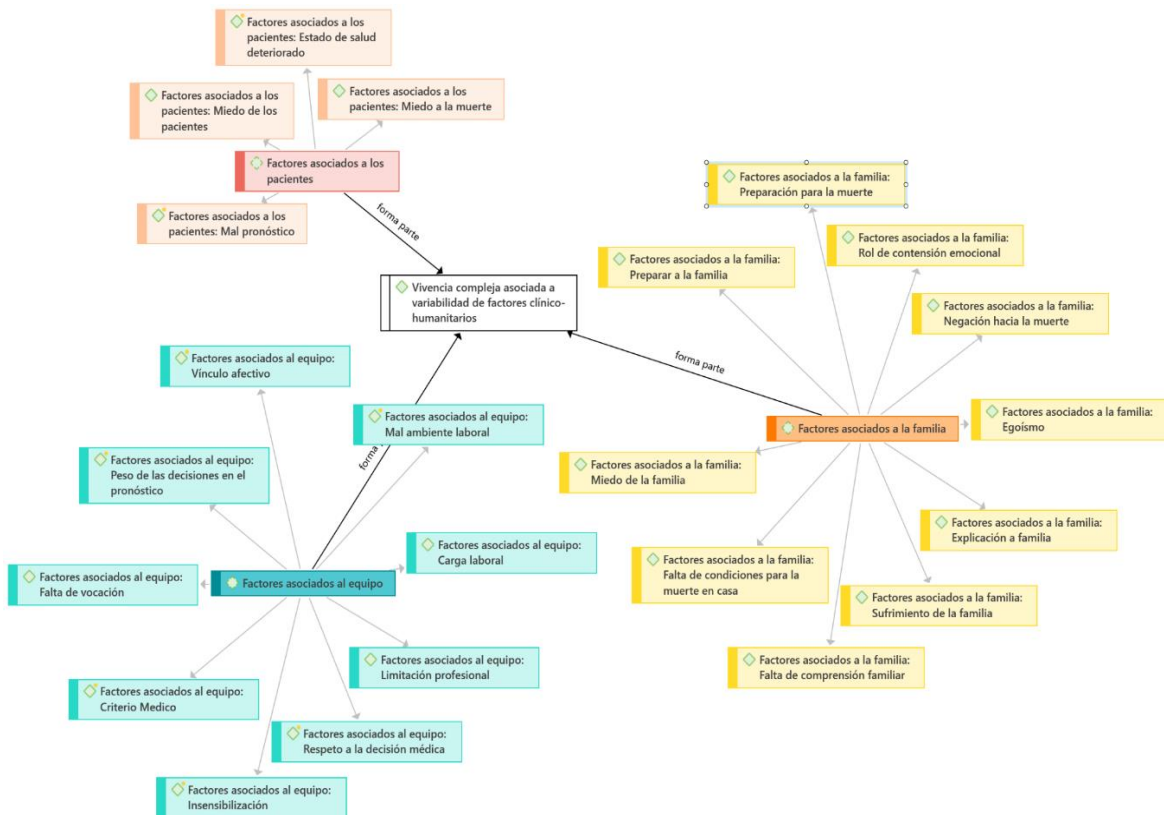 Factores asociados a los
pacientes: Estado de salud
deteriorado
Factores asociados a los
pacientes: Miedo de los
pacientes
Factores asociados a los
pacientes: Miedo a la muerte
Factores asociados a los
pacientes
Factores asociados a los
pacientes: Mal pronóstico
forma parte
Vivencia compleja asociada a
variabilidad de factores clínico-
humanitarios
Factores asociados a la familia:
Preparación para la muerte
Factores asociados a la familia:
Rol de contensión emocional
Factores asociados a la familia:
Preparar a la familia
Factores asociados a la familia:
Negación hacia la muerte
forma parte
Factores asociados a la familia:
Egoísmo
Factores asociados a la familia
Factores asociados a la familia:
Miedo de la familia
Factores asociados a la familia:
Explicación a familia
Factores asociados a la familia:
Falta de condiciones para la
muerte en casa
Factores asociados a la familia:
Sufrimiento de la familia
Factores asociados a la familia:
Falta de comprensión familiar
Factores asociados al equipo:
Vínculo afectivo
Factores asociados al equipo:
Mal ambiente laboral
forma
Factores asociados al equipo:
Peso de las decisiones en el
pronóstico
Factores asociados al equipo:
Carga laboral
Factores asociados al equipo:
Falta de vocación
Factores asociados al equipo
Factores asociados al equipo:
Limitación profesional
Factores asociados al equipo:
Criterio Medico
Factores asociados al equipo:
Respeto a la decisión médica
Factores asociados al equipo:
Insensibilización